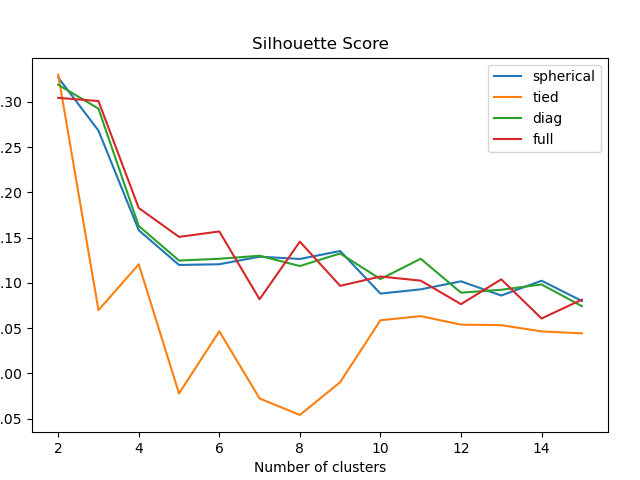 Silhouette Score
spherical
tied
diag
full
.30
.25
.20
.15
.10
.05
.00
.05
2 4 6 8 10 12 14
Number of clusters